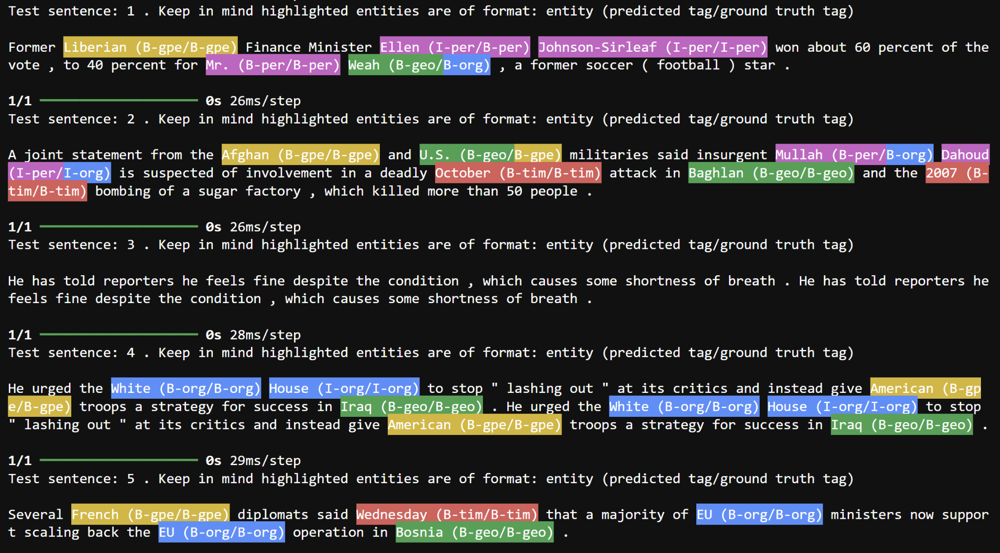 Test sentence: 1 . Keep in mind highlighted entities are of format: entity (predicted tag/ground truth tag)
Former Liberian (B-gpe/B-gpe) Finance Minister Ellen (I-per/B-per) Johnson-Sirleaf (I-per/I-per) won about 60 percent of the
vote , to 40 percent for Mr. (B-per/B-per) Weah (B-geo/B-org) , a former soccer ( football ) star .
1/1 ━━━━━━━━━━━━━━━━━━━━ 0s 26ms/step
Test sentence: 2 . Keep in mind highlighted entities are of format: entity (predicted tag/ground truth tag)
A joint statement from the Afghan (B-gpe/B-gpe) and U.S. (B-geo/B-gpe) militaries said insurgent Mullah (B-per/B-org) Dahoud
(I-per/I-org) is suspected of involvement in a deadly October (B-tim/B-tim) attack in Baghlan (B-geo/B-geo) and the 2007 (B-
tim/B-tim) bombing of a sugar factory , which killed more than 50 people .
1/1 ━━━━━━━━━━━━━━━━━━━━ 0s 26ms/step
Test sentence: 3 . Keep in mind highlighted entities are of format: entity (predicted tag/ground truth tag)
He has told reporters he feels fine despite the condition , which causes some shortness of breath . He has told reporters he
feels fine despite the condition , which causes some shortness of breath .
1/1 ━━━━━━━━━━━━━━━━━━━━ 0s 28ms/step
Test sentence: 4 . Keep in mind highlighted entities are of format: entity (predicted tag/ground truth tag)
He urged the White (B-org/B-org) House (I-org/I-org) to stop " lashing out " at its critics and instead give American (B-gp
e/B-gpe) troops a strategy for success in Iraq (B-geo/B-geo) . He urged the White (B-org/B-org) House (I-org/I-org) to stop
" lashing out " at its critics and instead give American (B-gpe/B-gpe) troops a strategy for success in Iraq (B-geo/B-geo) .
1/1 ━━━━━━━━━━━━━━━━━━━━ 0s 29ms/step
Test sentence: 5 . Keep in mind highlighted entities are of format: entity (predicted tag/ground truth tag)
Several French (B-gpe/B-gpe) diplomats said Wednesday (B-tim/B-tim) that a majority of EU (B-org/B-org) ministers now suppor
t scaling back the EU (B-org/B-org) operation in Bosnia (B-geo/B-geo) .